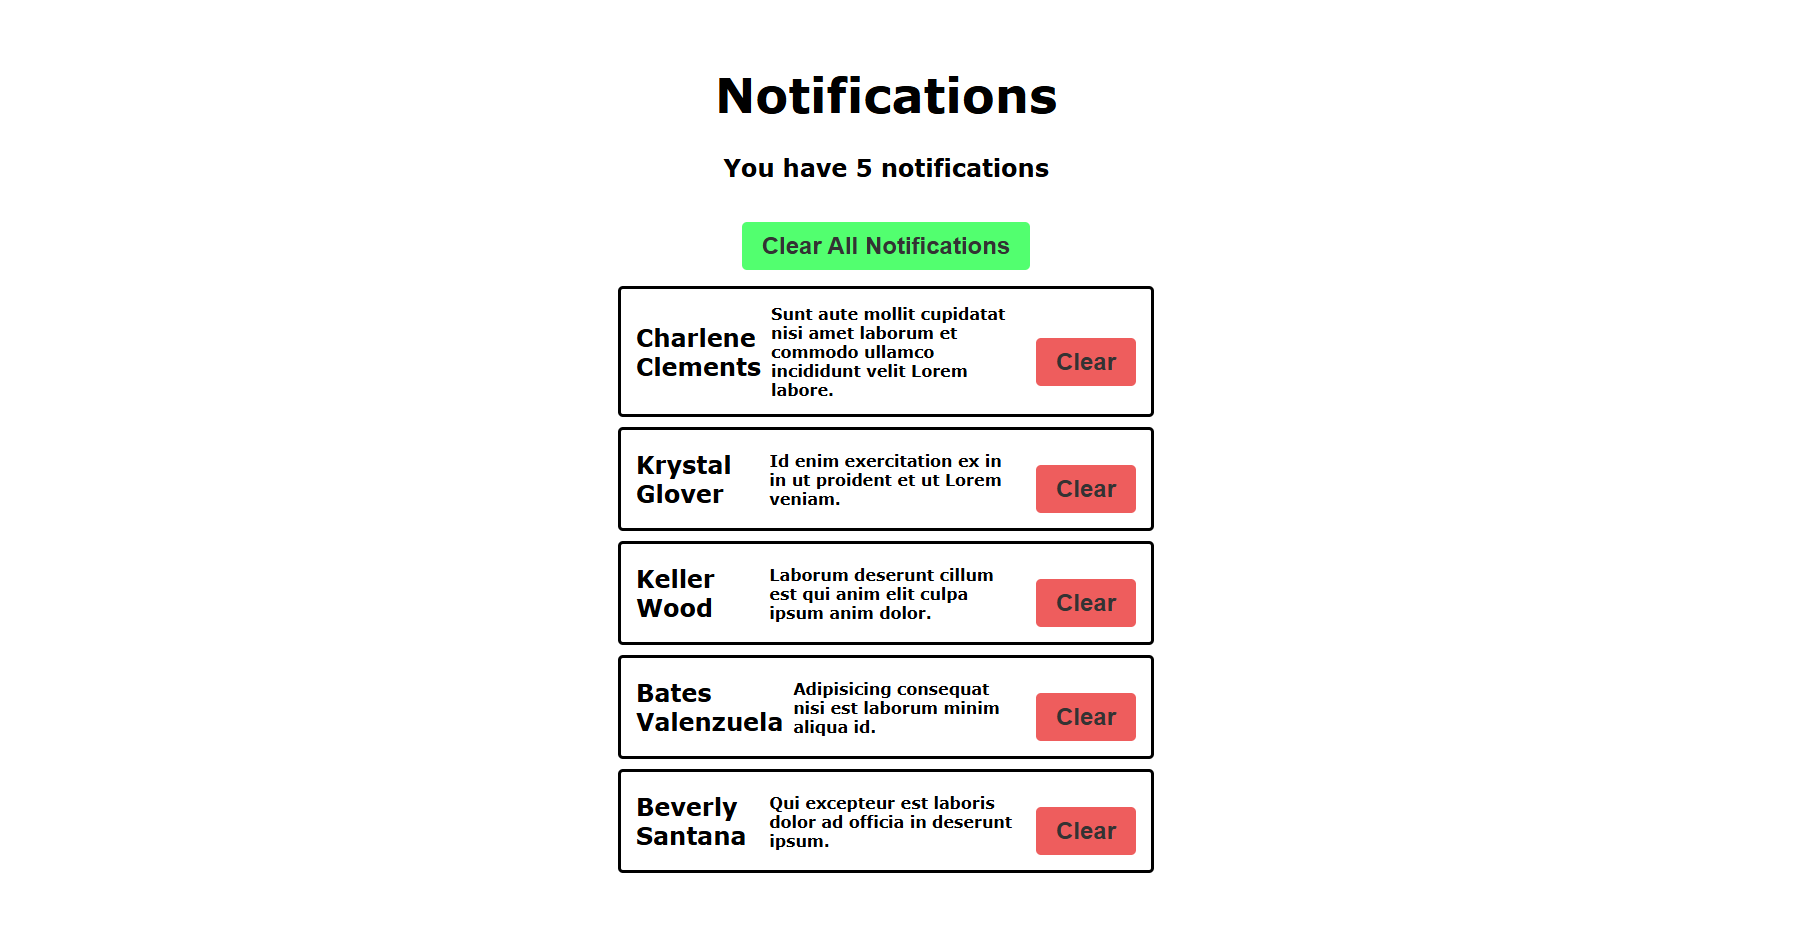 Notifications
You have 5 notifications
Clear All Notifications
Charlene
Clements
Sunt aute mollit cupidatat
nisi amet laborum et
commodo ullamco
incididunt velit Lorem
labore.
Clear
Krystal
Glover
Id enim exercitation ex in
in ut proident et ut Lorem
veniam.
Clear
Keller
Wood
Laborum deserunt cillum
est qui anim elit culpa
ipsum anim dolor.
Clear
Bates
Valenzuela
Adipisicing consequat
nisi est laborum minim
aliqua id.
Clear
Beverly
Santana
Qui excepteur est laboris
dolor ad officia in deserunt
ipsum.
Clear